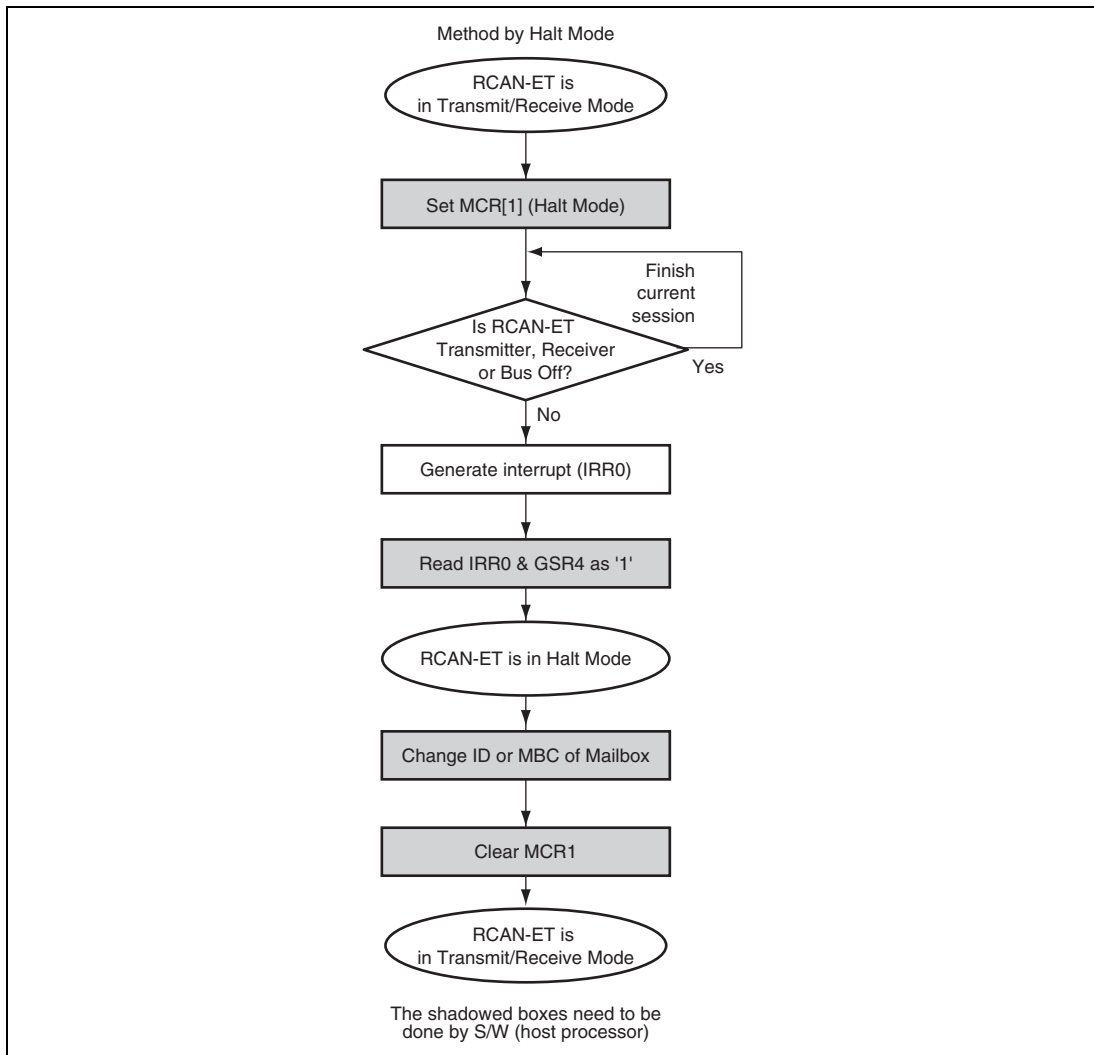 Method by Halt Mode
RCAN-ET is
in Transmit/Receive Mode
Set MCR[1] (Halt Mode)
Finish
current
session
Is RCAN-ET
Transmitter, Receiver
or Bus Off?
Yes
No
Generate interrupt (IRR0)
Read IRR0 & GSR4 as '1'
RCAN-ET is in Halt Mode
Change ID or MBC of Mailbox
Clear MCR1
RCAN-ET is
in Transmit/Receive Mode
The shadowed boxes need to be
done by S/W (host processor)